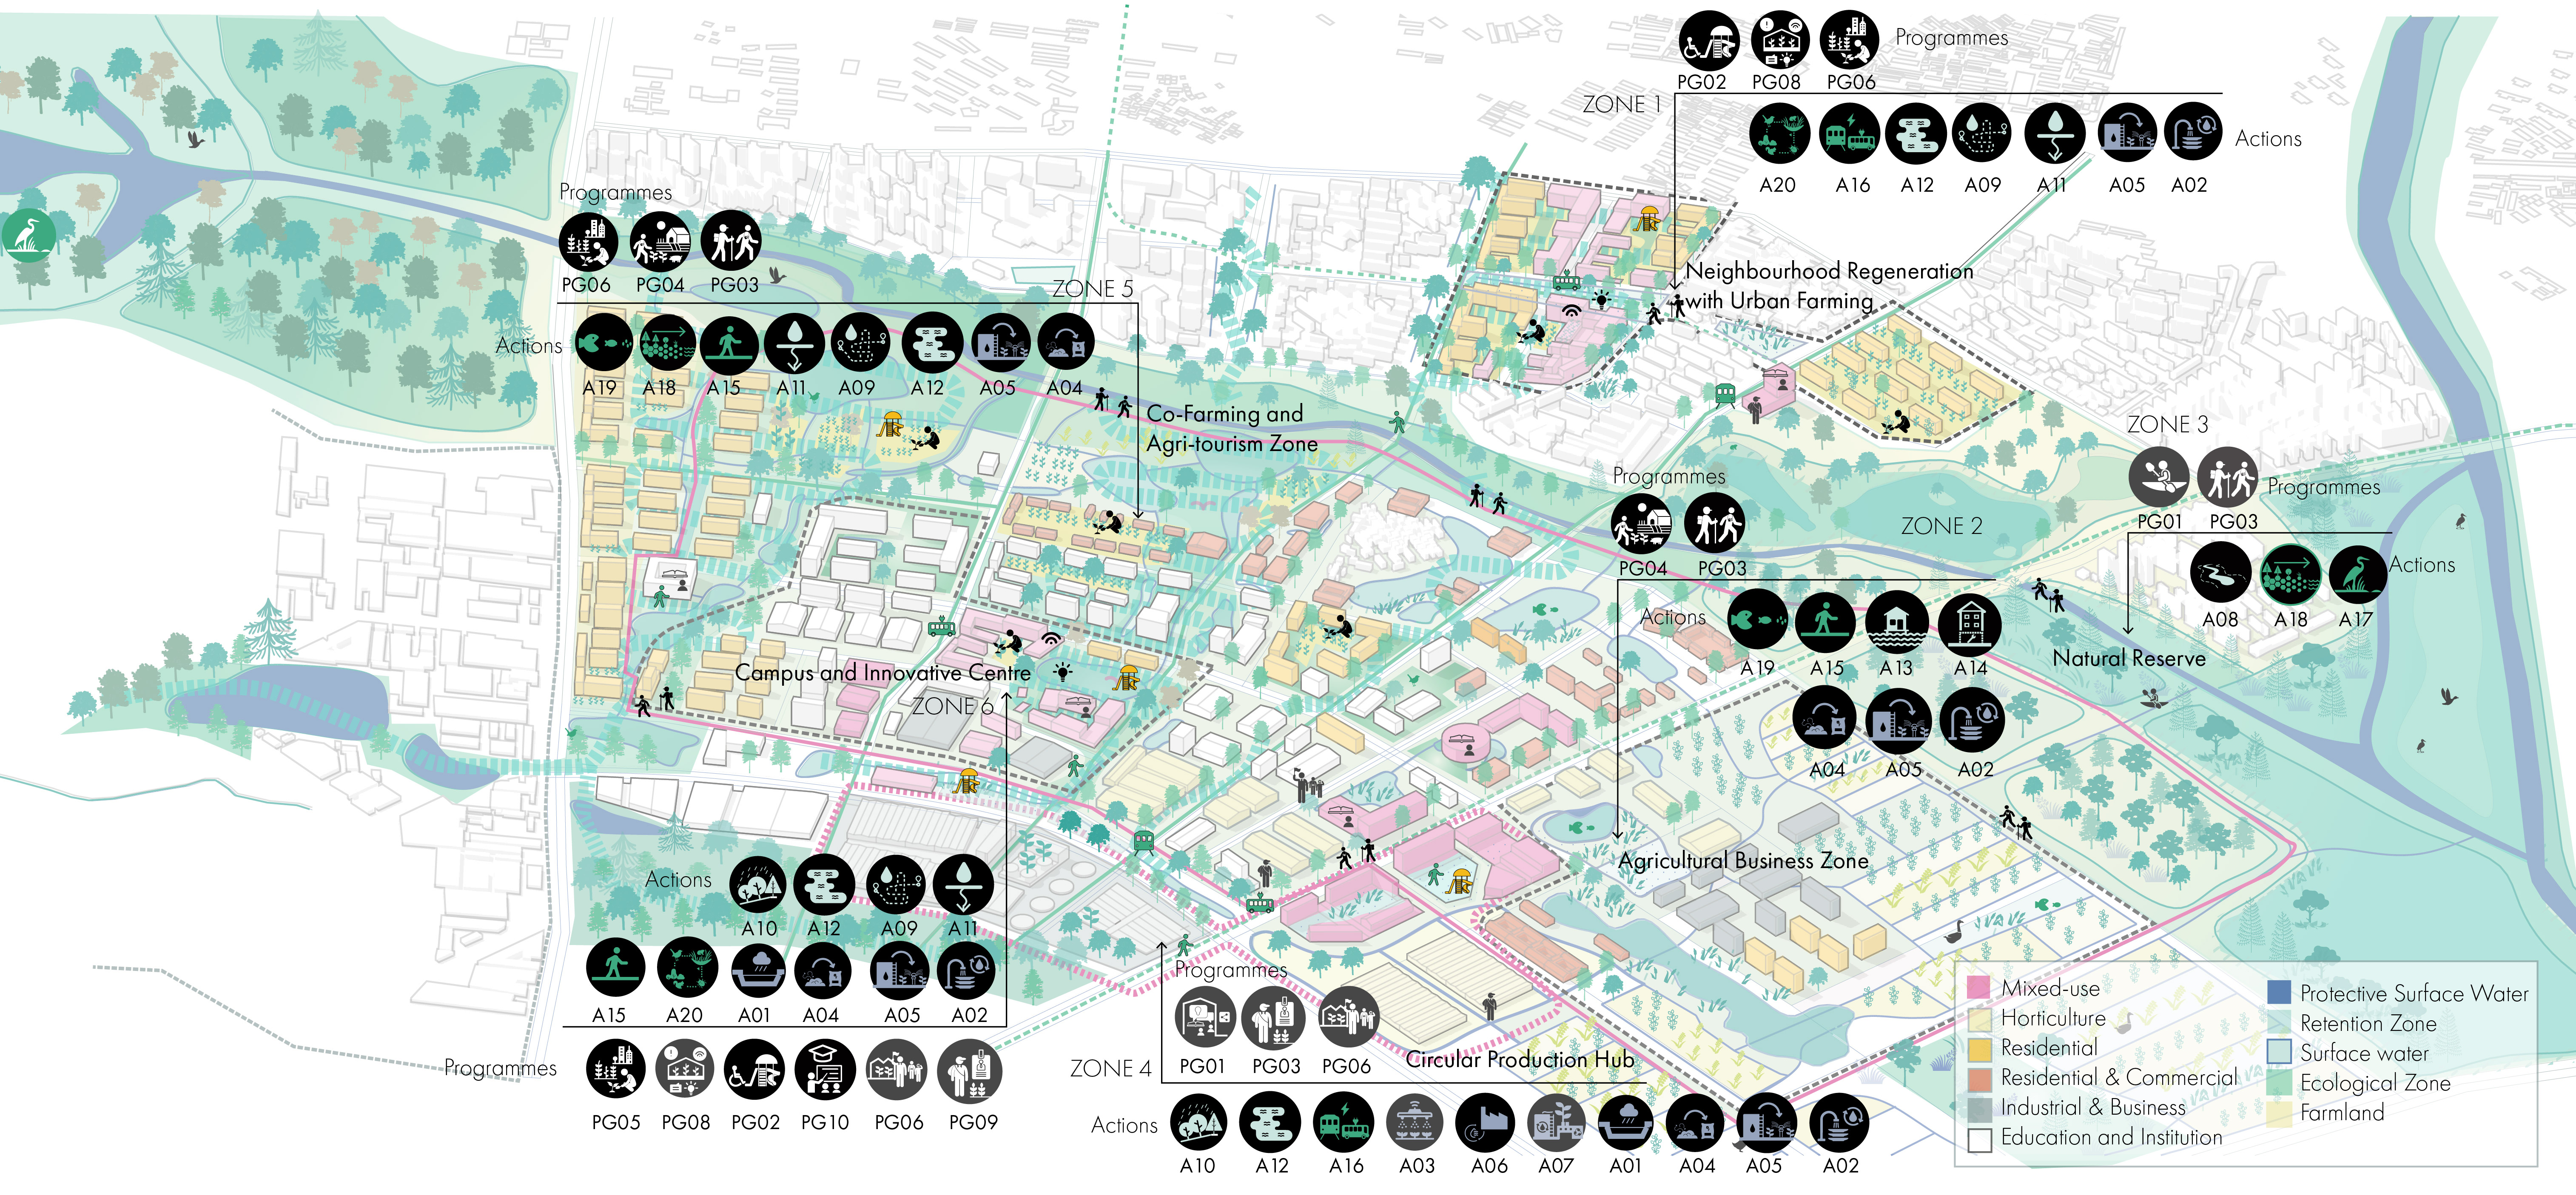 Programmes
PG02 PG08 PG06
ZONE 1
Actions
A20 A16 A12 A09 A11 A05 A02
Neighbourhood Regeneration
with Urban Farming
Programmes
PG06 PG04 PG03
ZONE 5
Actions
A19 A18 A15 A11 A09 A12 A05 A04
Co-Farming and
Agri-tourism Zone
ZONE 3
Programmes
PG01 PG03
Actions
A08 A18 A17
Natural Reserve
Programmes
PG04 PG03
ZONE 2
Actions
A19 A15 A13 A14
A04 A05 A02
Agricultural Business Zone
Campus and Innovative Centre
ZONE 6
Actions
A10 A12 A09 A11
A15 A20 A01 A04 A05 A02
Programmes
PG05 PG08 PG02 PG10 PG06 PG09
Programmes
PG01 PG03 PG06
Circular Production Hub
ZONE 4
Actions
A10 A12 A16 A03 A06 A07 A01 A04 A05 A02
Mixed-use
Horticulture
Residential
Residential & Commercial
Industrial & Business
Education and Institution
Protective Surface Water
Retention Zone
Surface water
Ecological Zone
Farmland